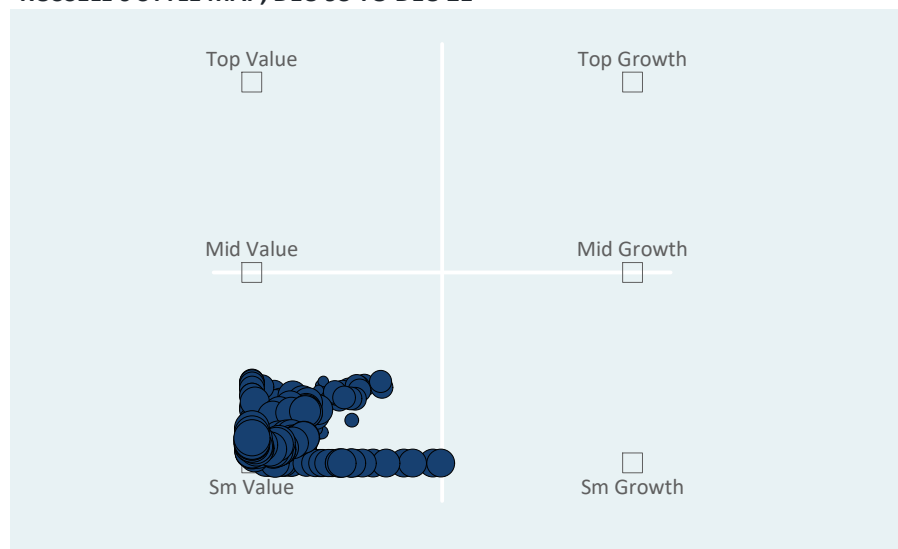 Top Value
Top Growth
Mid Value
Mid Growth
Sm Value
Sm Growth